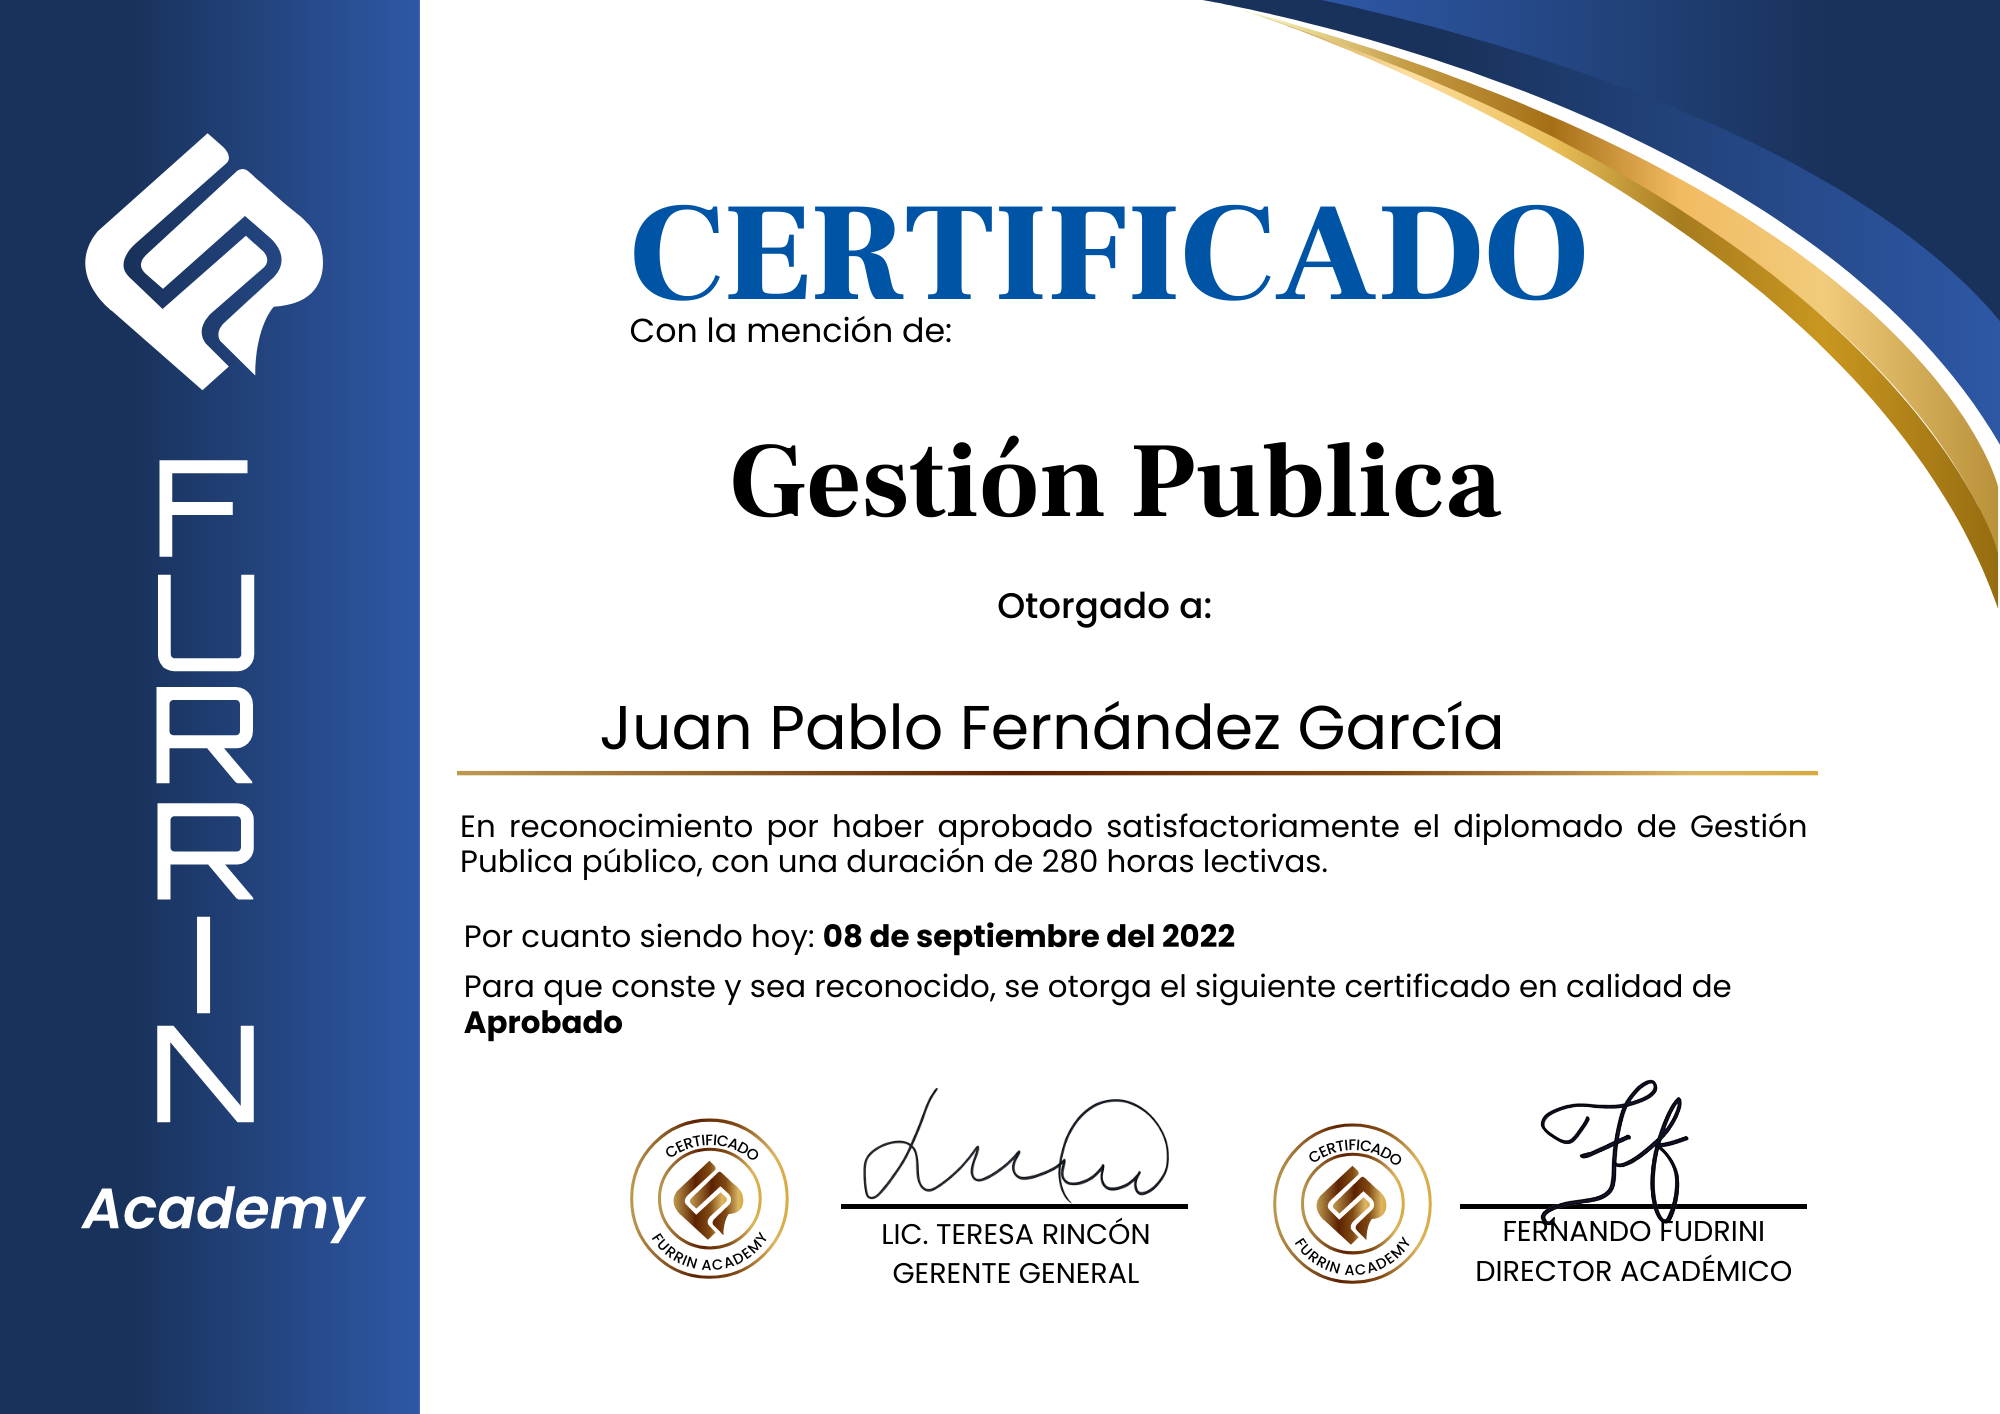 FURRIN
Academy
CERTIFICADO
Con la mención de:
Gestión Publica
Otorgado a:
Juan Pablo Fernández García
En reconocimiento por haber aprobado satisfactoriamente el diplomado de Gestión
Publica público, con una duración de 280 horas lectivas.
Por cuanto siendo hoy: 08 de septiembre del 2022
Para que conste y sea reconocido, se otorga el siguiente certificado en calidad de
Aprobado
CERTIFICADO
FURRIN ACADEMY
LIC. TERESA RINCÓN
GERENTE GENERAL
CERTIFICADO
FURRIN ACADEMY
FERNANDO FUDRINI
DIRECTOR ACADÉMICO